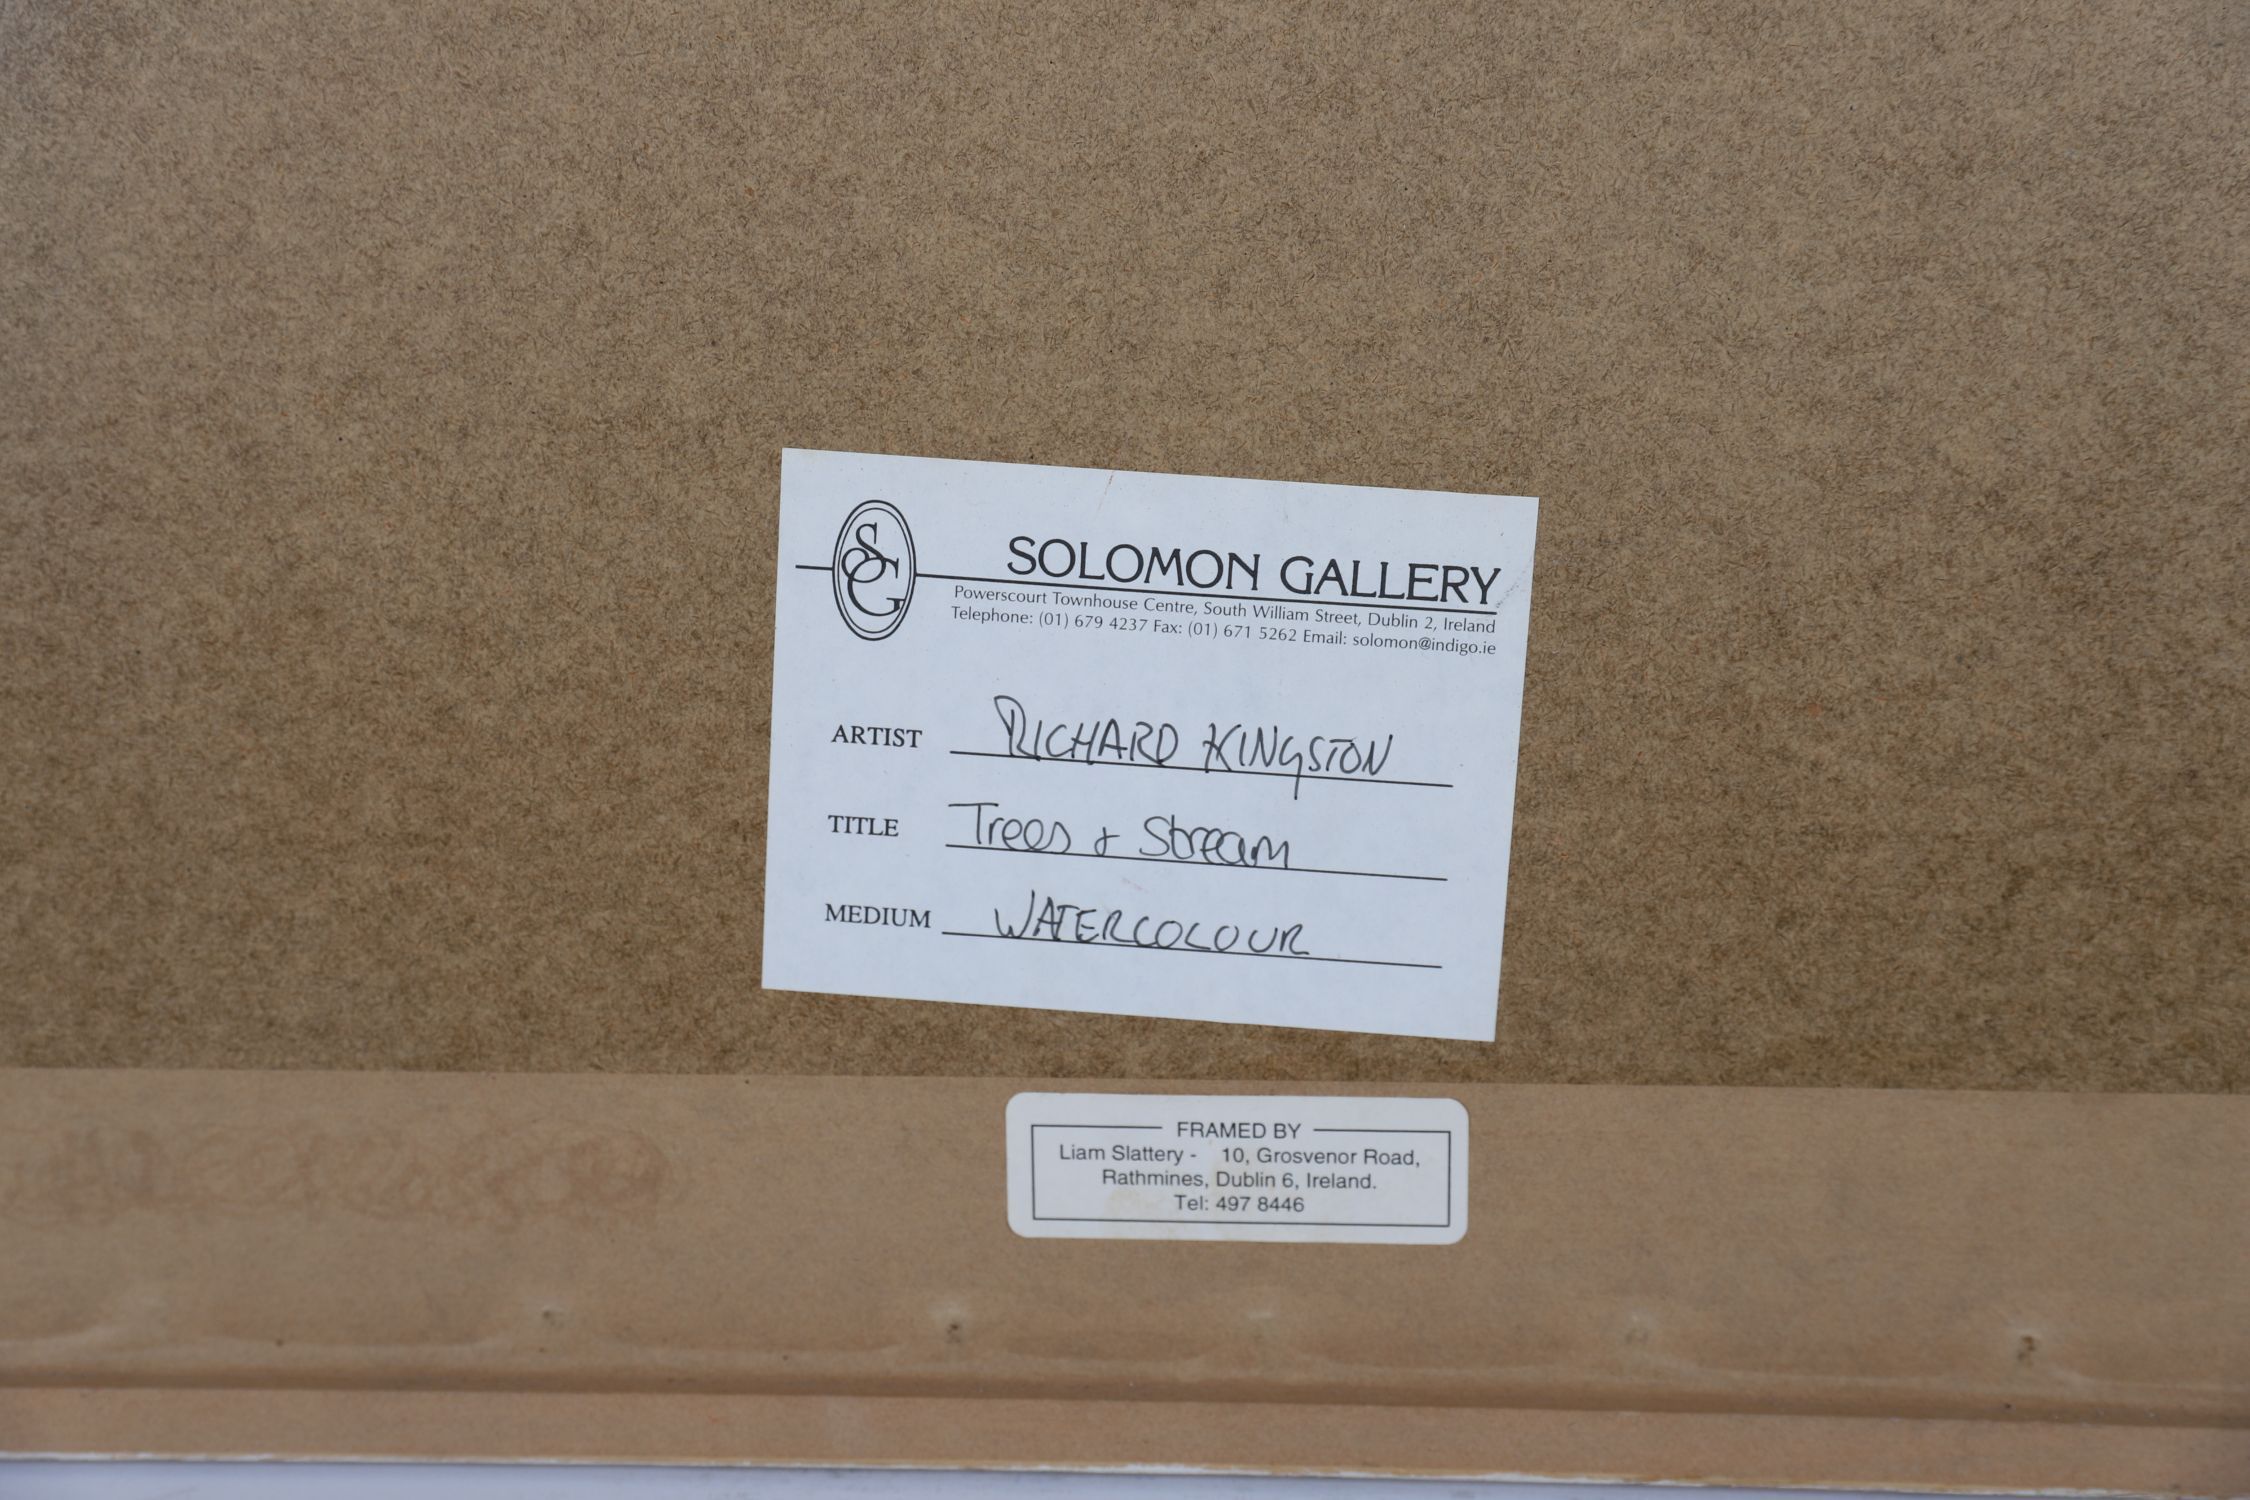 SG
SOLOMON GALLERY
Powerscourt Townhouse Centre, South William Street, Dublin 2, Ireland
Telephone: (01) 679 4237 Fax: (01) 671 5262 Email: solomon@indigo.ie
ARTIST RICHARD KINGSTON
TITLE Trees & Stream
MEDIUM WATERCOLOUR
FRAMED BY
Liam Slattery - 10, Grosvenor Road,
Rathmines, Dublin 6, Ireland.
Tel: 497 8446